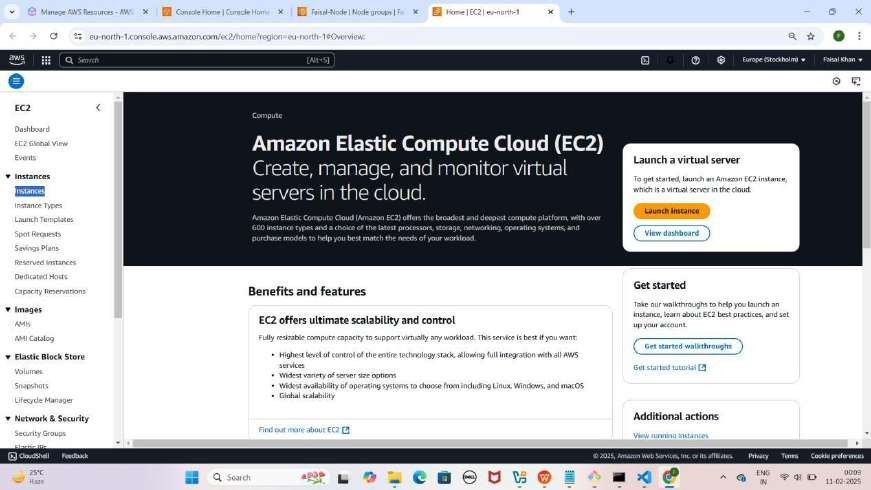 Manage AWS Resources - AWS
Console Home | Console Home
Faisal-Node | Node groups | Fa
Home | EC2 | eu-north-1
eu-north-1.console.aws.amazon.com/ec2/home?region=eu-north-1#Overview:
aws
Search
[Alt+S]
Europe (Stockholm)
Faisal Khan
EC2
Dashboard
EC2 Global View
Events
Instances
Instances
Instance Types
Launch Templates
Spot Requests
Savings Plans
Reserved Instances
Dedicated Hosts
Capacity Reservations
Images
AMIs
AMI Catalog
Elastic Block Store
Volumes
Snapshots
Lifecycle Manager
Network & Security
Security Groups
Elastic IPs
Compute
Amazon Elastic Compute Cloud (EC2)
Create, manage, and monitor virtual
servers in the cloud.
Amazon Elastic Compute Cloud (Amazon EC2) offers the broadest and deepest compute platform, with over
600 instance types and a choice of the latest processors, storage, networking, operating systems, and
purchase models to help you best match the needs of your workload.
Launch a virtual server
To get started, launch an Amazon EC2 instance,
which is a virtual server in the cloud.
Launch instance
View dashboard
Benefits and features
EC2 offers ultimate scalability and control
Fully resizable compute capacity to support virtually any workload. This service is best if you want:
• Highest level of control of the entire technology stack, allowing full integration with all AWS
services
• Widest variety of server size options
• Widest availability of operating systems to choose from including Linux, Windows, and macOS
• Global scalability
Find out more about EC2
Get started
Take our walkthroughs to help you launch an
instance, learn about EC2 best practices, and set
up your account.
Get started walkthroughs
Get started tutorial
Additional actions
View running instances
CloudShell
Feedback
© 2025, Amazon Web Services, Inc. or its affiliates.
Privacy
Terms
Cookie preferences
25°C
Haze
Search
DELL
ENG
IN
00:09
11-02-2025